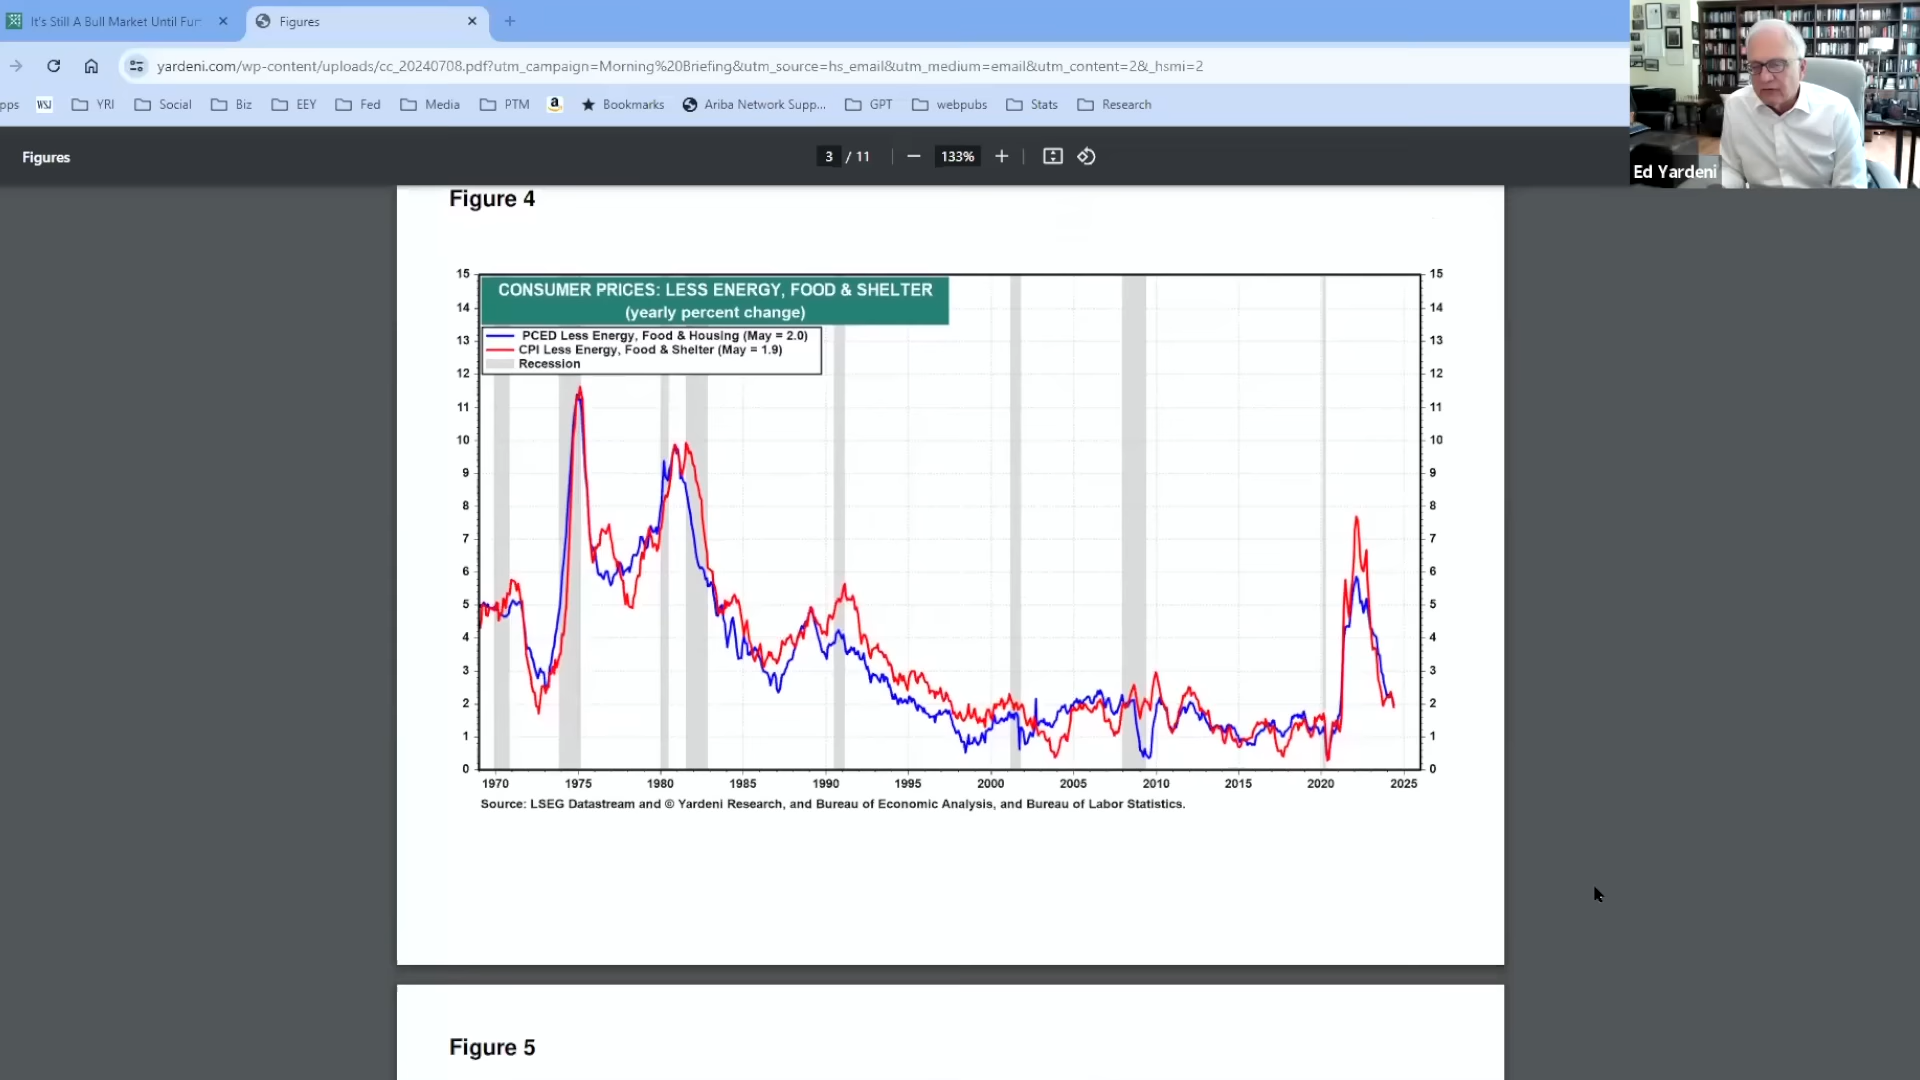 It's Still A Bull Market Until Fur
Figures
yardeni.com/wp-content/uploads/cc_20240708.pdf?utm_campaign=Morning%20Briefing&utm_source=hs_email&utm_medium=email&utm_content=2&_hsmi=2
pps WSJ YRI Social Biz EEY Fed Media PTM a Bookmarks Ariba Network Supp... GPT webpubs Stats Research
Figures
3 / 11 − 133% +
Ed Yardeni
Figure 4
CONSUMER PRICES: LESS ENERGY, FOOD & SHELTER
(yearly percent change)
PCED Less Energy, Food & Housing (May = 2.0)
CPI Less Energy, Food & Shelter (May = 1.9)
Recession
15 15
14 14
13 13
12 12
11 11
10 10
9 9
8 8
7 7
6 6
5 5
4 4
3 3
2 2
1 1
0 0
1970 1975 1980 1985 1990 1995 2000 2005 2010 2015 2020 2025
Source: LSEG Datastream and © Yardeni Research, and Bureau of Economic Analysis, and Bureau of Labor Statistics.
Figure 5